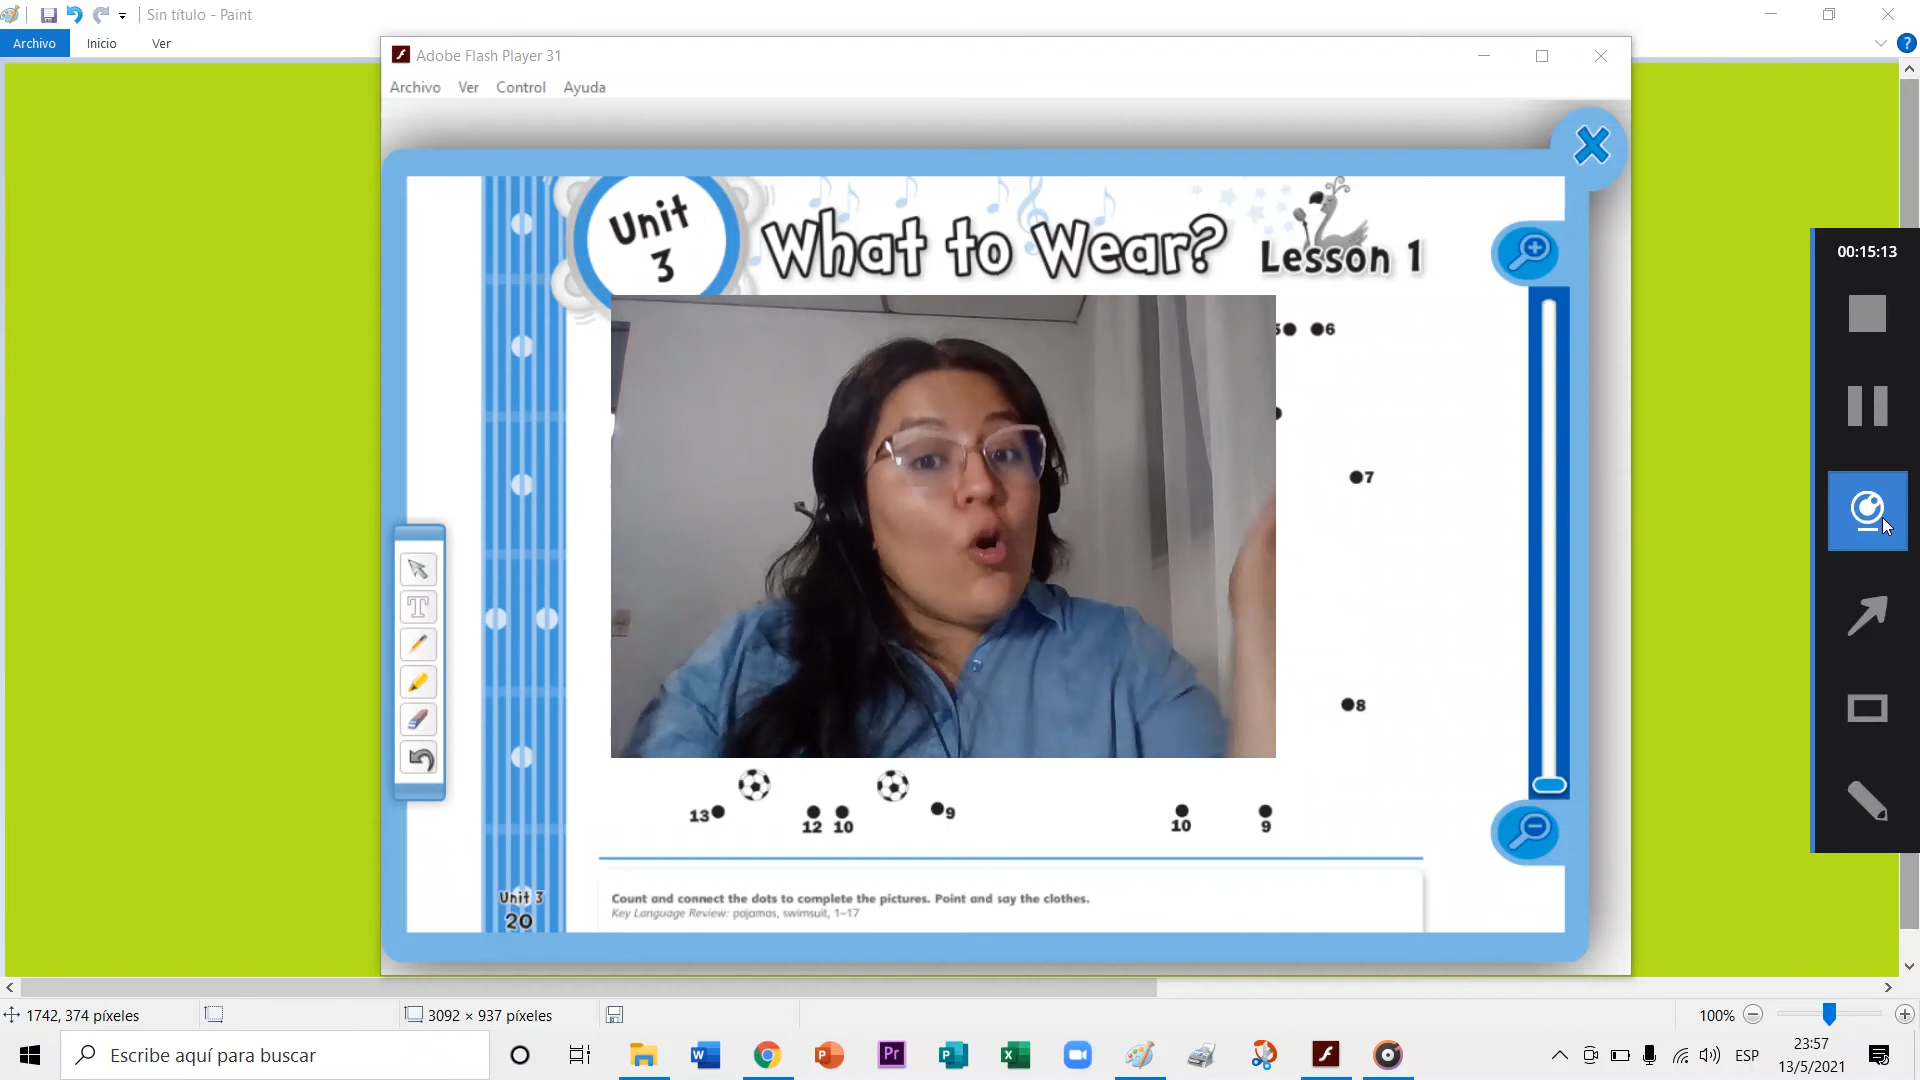 Sin título - Paint
Archivo Inicio Ver
Adobe Flash Player 31
Archivo Ver Control Ayuda
Unit 3
What to Wear?
Lesson 1
00:15:13
6
7
8
13 12 10 9 10 9
Unit 3
20
Count and connect the dots to complete the pictures. Point and say the clothes.
Key Language Review: pajamas, swimsuit, 1–17
1742, 374 píxeles
3092 × 937 píxeles
100%
Escribe aquí para buscar
ESP
23:57
13/5/2021